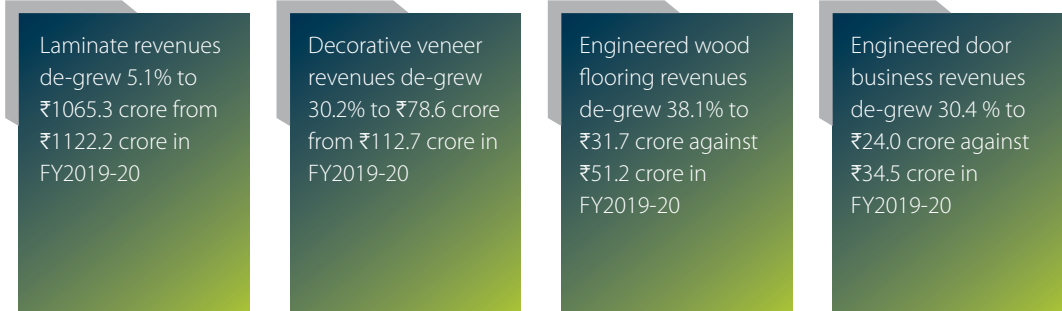 Laminate revenues
de-grew 5.1% to
₹1065.3 crore from
₹1122.2 crore in
FY2019-20
Decorative veneer
revenues de-grew
30.2% to ₹78.6 crore
from ₹112.7 crore in
FY2019-20
Engineered wood
flooring revenues
de-grew 38.1% to
₹31.7 crore against
₹51.2 crore in
FY2019-20
Engineered door
business revenues
de-grew 30.4 % to
₹24.0 crore against
₹34.5 crore in
FY2019-20